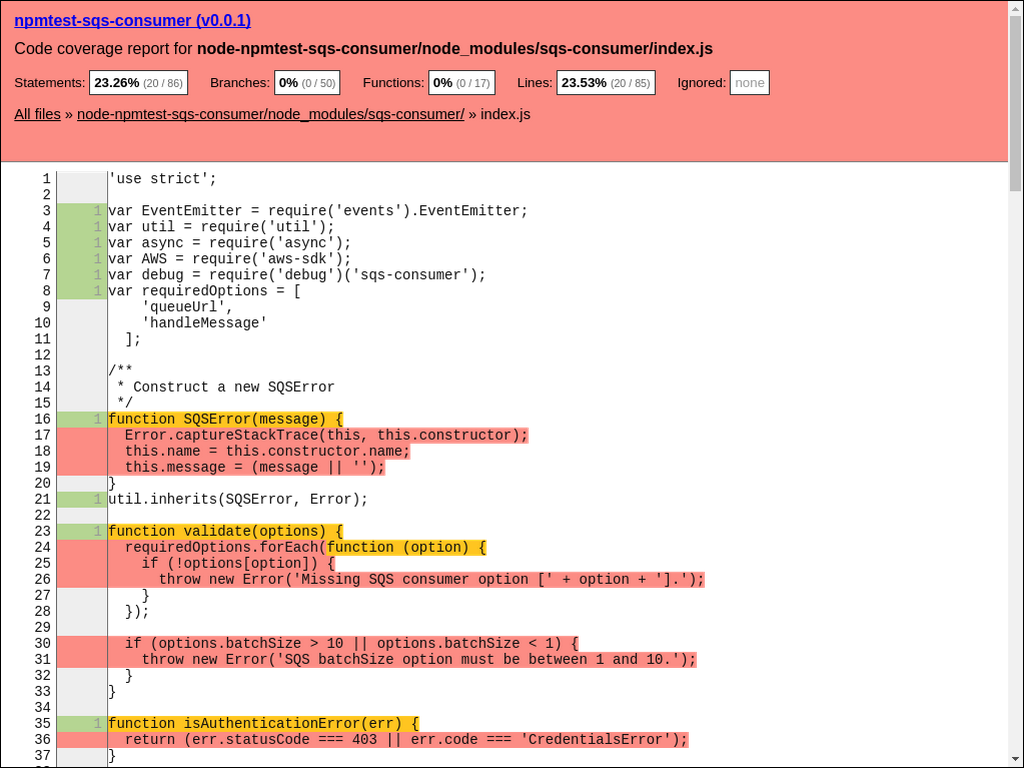 npmtest-sqs-consumer (v0.0.1)
Code coverage report for node-npmtest-sqs-consumer/node_modules/sqs-consumer/index.js
Statements: 23.26% (20 / 86) Branches: 0% (0 / 50) Functions: 0% (0 / 17) Lines: 23.53% (20 / 85) Ignored: none
All files » node-npmtest-sqs-consumer/node_modules/sqs-consumer/ » index.js
1 'use strict';
2
3 1 var EventEmitter = require('events').EventEmitter;
4 1 var util = require('util');
5 1 var async = require('async');
6 1 var AWS = require('aws-sdk');
7 1 var debug = require('debug')('sqs-consumer');
8 1 var requiredOptions = [
9     'queueUrl',
10     'handleMessage'
11   ];
12
13 /**
14  * Construct a new SQSError
15  */
16 1 function SQSError(message) {
17   Error.captureStackTrace(this, this.constructor);
18   this.name = this.constructor.name;
19   this.message = (message || '');
20 }
21 1 util.inherits(SQSError, Error);
22
23 1 function validate(options) {
24   requiredOptions.forEach(function (option) {
25     if (!options[option]) {
26       throw new Error('Missing SQS consumer option [' + option + '].');
27     }
28   });
29
30   if (options.batchSize > 10 || options.batchSize < 1) {
31     throw new Error('SQS batchSize option must be between 1 and 10.');
32   }
33 }
34
35 1 function isAuthenticationError(err) {
36   return (err.statusCode === 403 || err.code === 'CredentialsError');
37 }